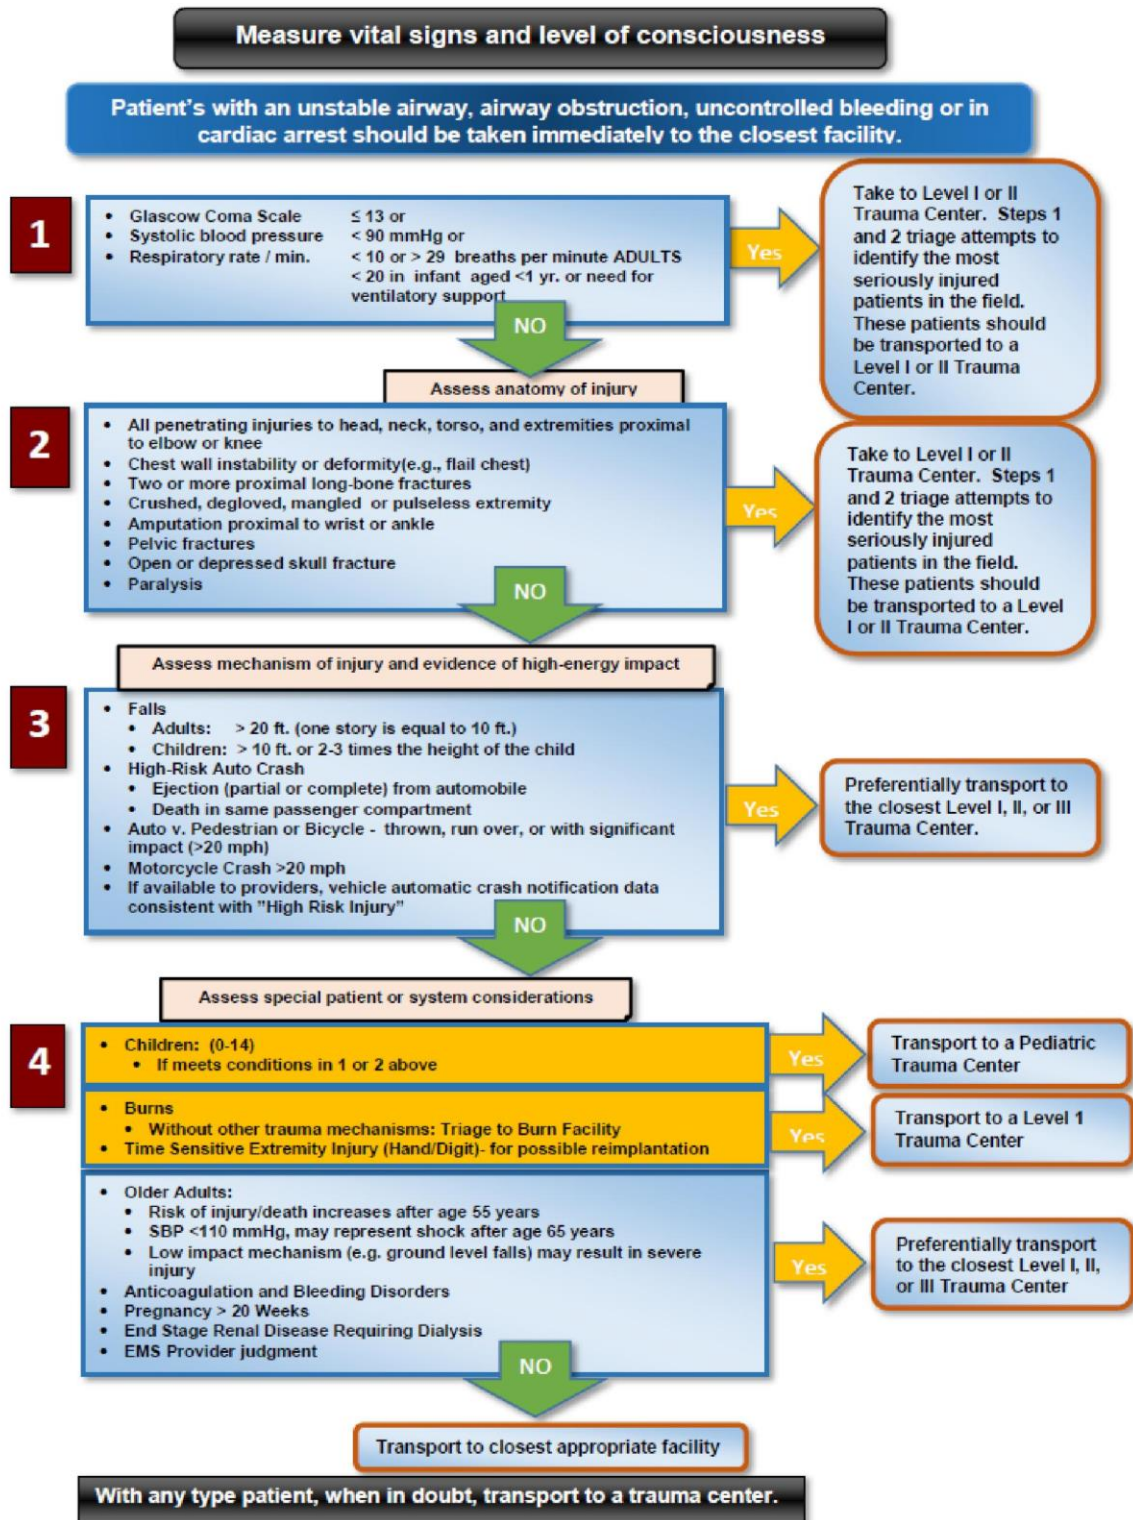 Measure vital signs and level of consciousness
Patient's with an unstable airway, airway obstruction, uncontrolled bleeding or in
cardiac arrest should be taken immediately to the closest facility.
1
• Glascow Coma Scale ≤ 13 or
• Systolic blood pressure < 90 mmHg or
• Respiratory rate / min. < 10 or > 29 breaths per minute ADULTS
< 20 in infant aged <1 yr. or need for
ventilatory support
Yes
Take to Level I or II
Trauma Center. Steps 1
and 2 triage attempts to
identify the most
seriously injured
patients in the field.
These patients should
be transported to a
Level I or II Trauma
Center.
NO
Assess anatomy of injury
2
• All penetrating injuries to head, neck, torso, and extremities proximal
to elbow or knee
• Chest wall instability or deformity(e.g., flail chest)
• Two or more proximal long-bone fractures
• Crushed, degloved, mangled or pulseless extremity
• Amputation proximal to wrist or ankle
• Pelvic fractures
• Open or depressed skull fracture
• Paralysis
Yes
Take to Level I or II
Trauma Center. Steps 1
and 2 triage attempts to
identify the most
seriously injured
patients in the field.
These patients should
be transported to a Level
I or II Trauma Center.
NO
Assess mechanism of injury and evidence of high-energy impact
3
• Falls
• Adults: > 20 ft. (one story is equal to 10 ft.)
• Children: > 10 ft. or 2-3 times the height of the child
• High-Risk Auto Crash
• Ejection (partial or complete) from automobile
• Death in same passenger compartment
• Auto v. Pedestrian or Bicycle - thrown, run over, or with significant
impact (>20 mph)
• Motorcycle Crash >20 mph
• If available to providers, vehicle automatic crash notification data
consistent with "High Risk Injury"
Yes
Preferentially transport to
the closest Level I, II, or III
Trauma Center.
NO
Assess special patient or system considerations
4
• Children: (0-14)
• If meets conditions in 1 or 2 above
Yes
Transport to a Pediatric
Trauma Center
• Burns
• Without other trauma mechanisms: Triage to Burn Facility
• Time Sensitive Extremity Injury (Hand/Digit)- for possible reimplantation
Yes
Transport to a Level 1
Trauma Center
• Older Adults:
• Risk of injury/death increases after age 55 years
• SBP <110 mmHg, may represent shock after age 65 years
• Low impact mechanism (e.g. ground level falls) may result in severe
injury
• Anticoagulation and Bleeding Disorders
• Pregnancy > 20 Weeks
• End Stage Renal Disease Requiring Dialysis
• EMS Provider judgment
Yes
Preferentially transport
to the closest Level I, II,
or III Trauma Center
NO
Transport to closest appropriate facility
With any type patient, when in doubt, transport to a trauma center.